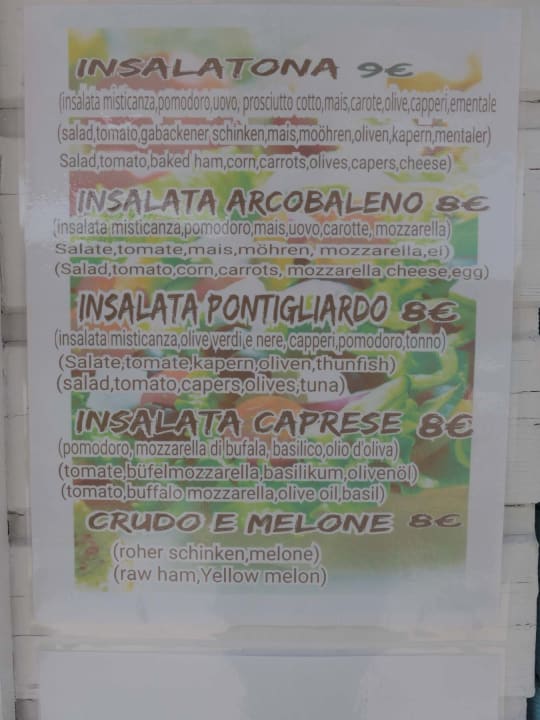 INSALATONA 9€
(insalata misticanza,pomodoro,uovo, prosciutto cotto,mais,carote,olive,capperi,ementale
(salad,tomaio,gabackener schinken,mais,moöhren,oliven,kapern,mentaler)
Salad,tomato,baked ham,corn,carrots,olives,capers,cheese)
INSALATA ARCOBALENO 8€
(insalata misticanza,pomodoro,mais,uovo,carotte, mozzarella)
Salate,tomate,mais,möhren, mozzarella,ei)
(Salad,tomato,corn,carrots, mozzarella cheese,egg)
INSALATA PONTIGLIARDO 8€
(insalata misticanza,olive verdi e nere, capperi,pomodoro,tonno)
(Salate,tomate,kapern,oliven,thunfish)
(salad,tomato,capers,olives,tuna)
INSALATA CAPRESE 8€
(pomodoro, mozzarella di bufala, basilico,olio d'oliva)
(tomate,büfelmozzarella,basilikum,olivenöl)
(tomato,buffalo mozzarella,olive oil,basil)
CRUDO E MELONE 8€
(roher schinken,melone)
(raw ham,Yellow melon)